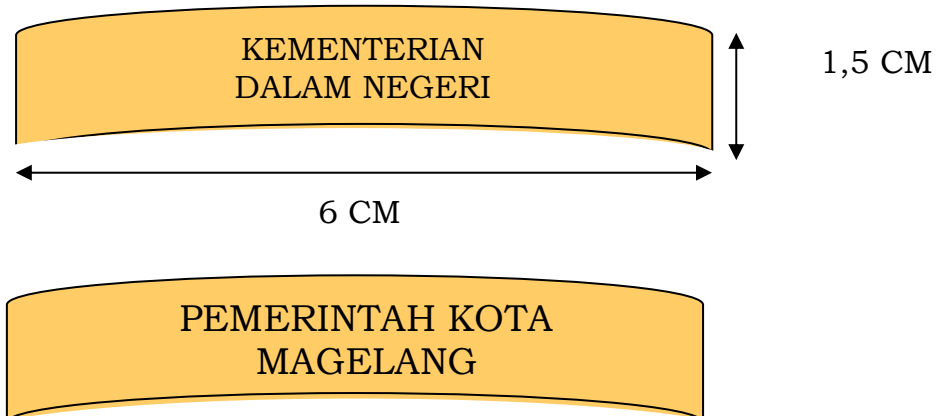 KEMENTERIAN
DALAM NEGERI
1,5 CM
6 CM
PEMERINTAH KOTA
MAGELANG